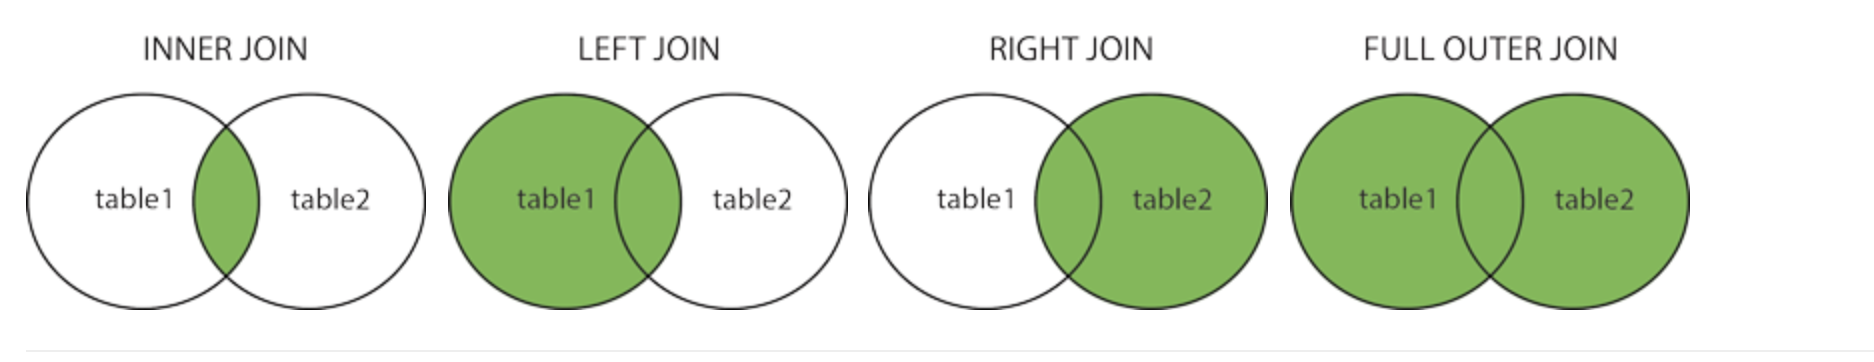 INNER JOIN
LEFT JOIN
RIGHT JOIN
FULL OUTER JOIN
table1
table2
table1
table2
table1
table2
table1
table2